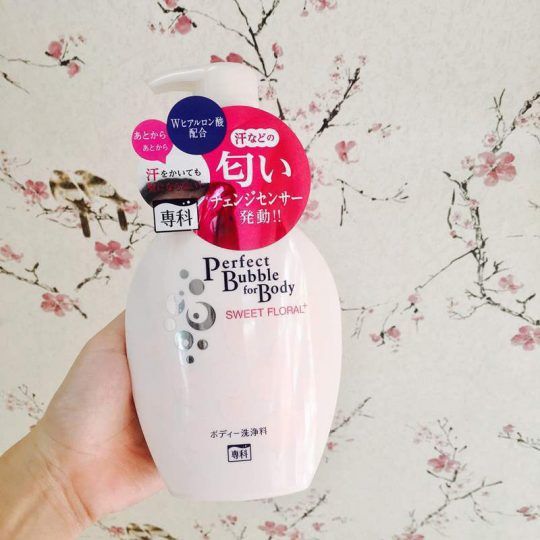 Wヒアルロン酸
配合
あとから
あとから
汗をかいても
汗などの
匂い
チェンジセンサー
発動!!
専科
Perfect
Bubble
for Body
SWEET FLORAL+
ボディー洗浄料
専科